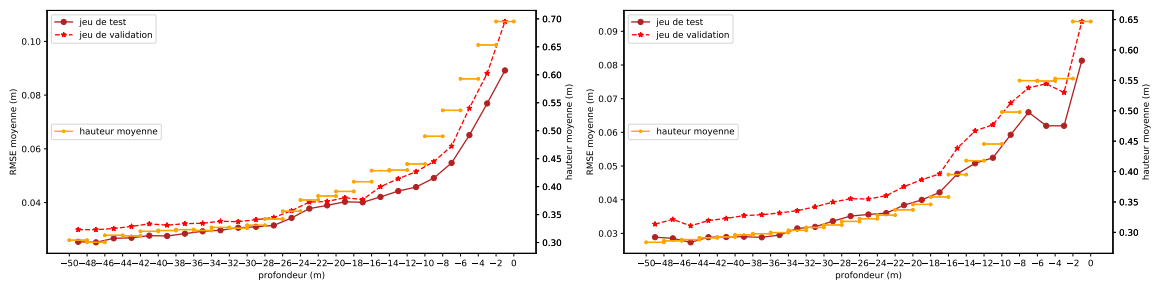 jeu de test
jeu de validation
hauteur moyenne
RMSE moyenne (m)
0.10
0.08
0.06
0.04
0.70
0.65
0.60
0.55
0.50
0.45
0.40
0.35
0.30
hauteur moyenne (m)
−50 −48 −46 −44 −42 −40 −38 −36 −34 −32 −30 −28 −26 −24 −22 −20 −18 −16 −14 −12 −10 −8 −6 −4 −2 0
profondeur (m)
jeu de test
jeu de validation
hauteur moyenne
RMSE moyenne (m)
0.09
0.08
0.07
0.06
0.05
0.04
0.03
0.65
0.60
0.55
0.50
0.45
0.40
0.35
0.30
hauteur moyenne (m)
−50 −48 −46 −44 −42 −40 −38 −36 −34 −32 −30 −28 −26 −24 −22 −20 −18 −16 −14 −12 −10 −8 −6 −4 −2 0
profondeur (m)